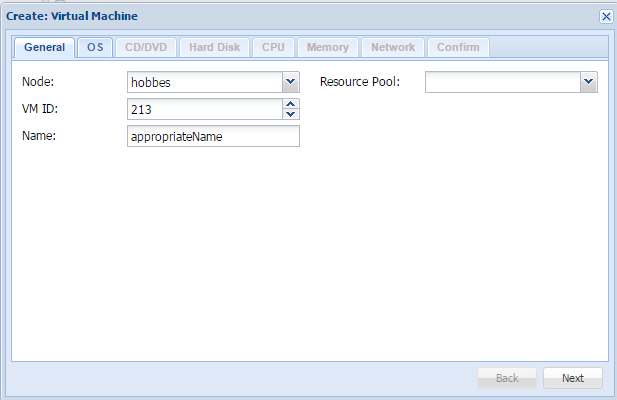 Create: Virtual Machine
General OS CD/DVD Hard Disk CPU Memory Network Confirm
Node: hobbes Resource Pool:
VM ID: 213
Name: appropriateName
Back Next